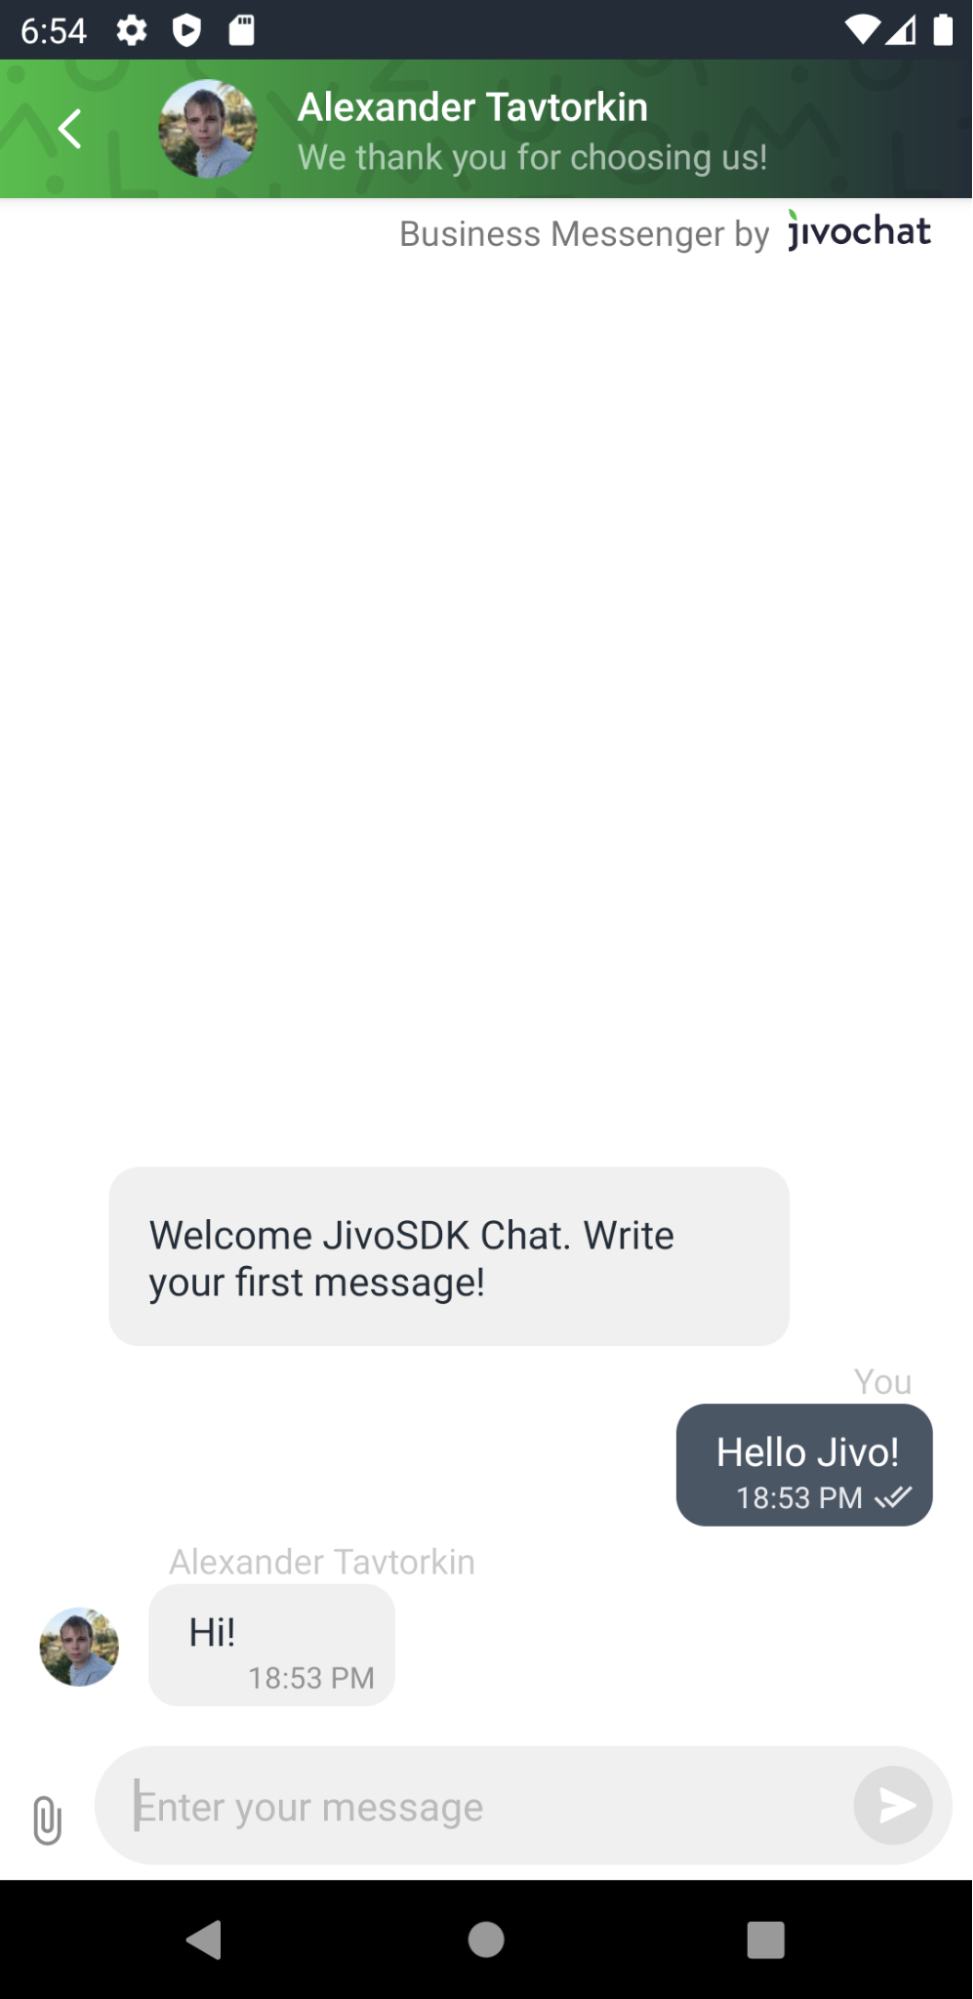 6:54
Alexander Tavtorkin
We thank you for choosing us!
Business Messenger by jivochat
Welcome JivoSDK Chat. Write
your first message!
You
Hello Jivo!
18:53 PM
Alexander Tavtorkin
Hi!
18:53 PM
Enter your message